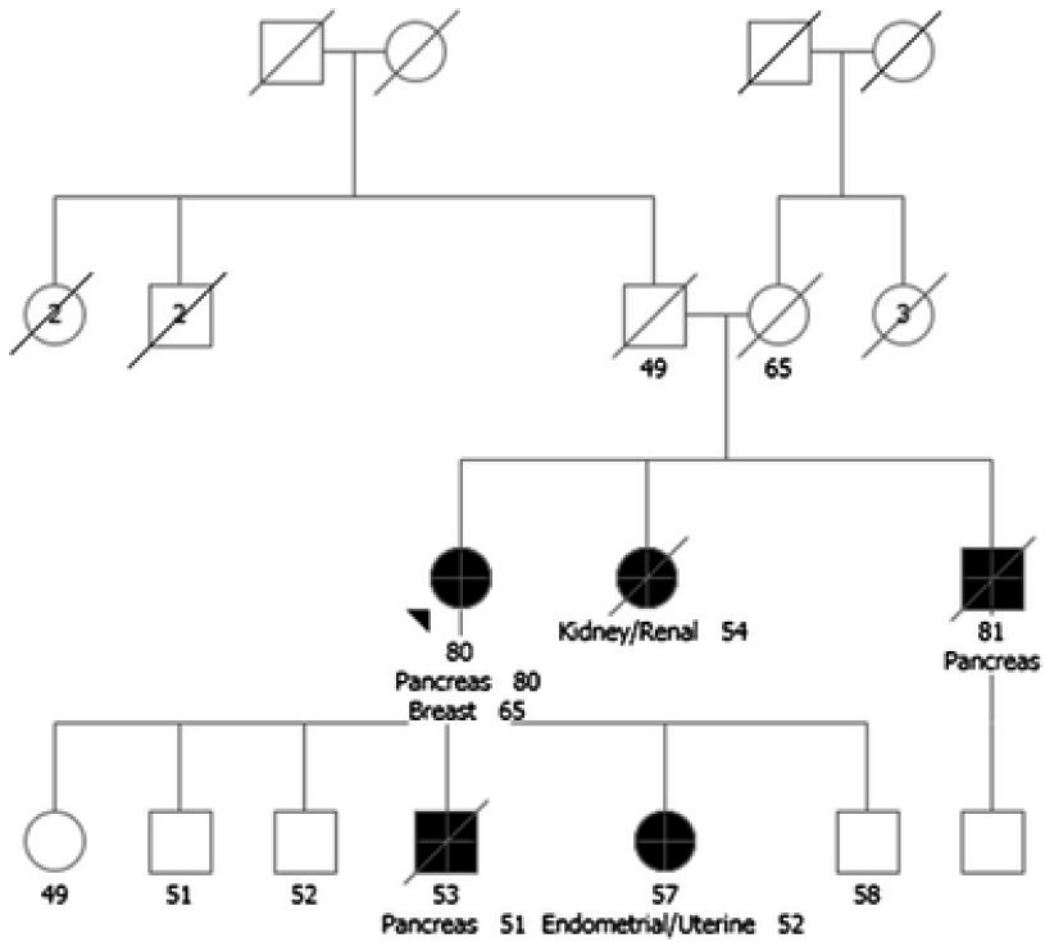 2 2 3
49 65
Kidney/Renal 54
80 81
Pancreas 80 Pancreas
Breast 65
49 51 52 53 57 58
Pancreas 51 Endometrial/Uterine 52